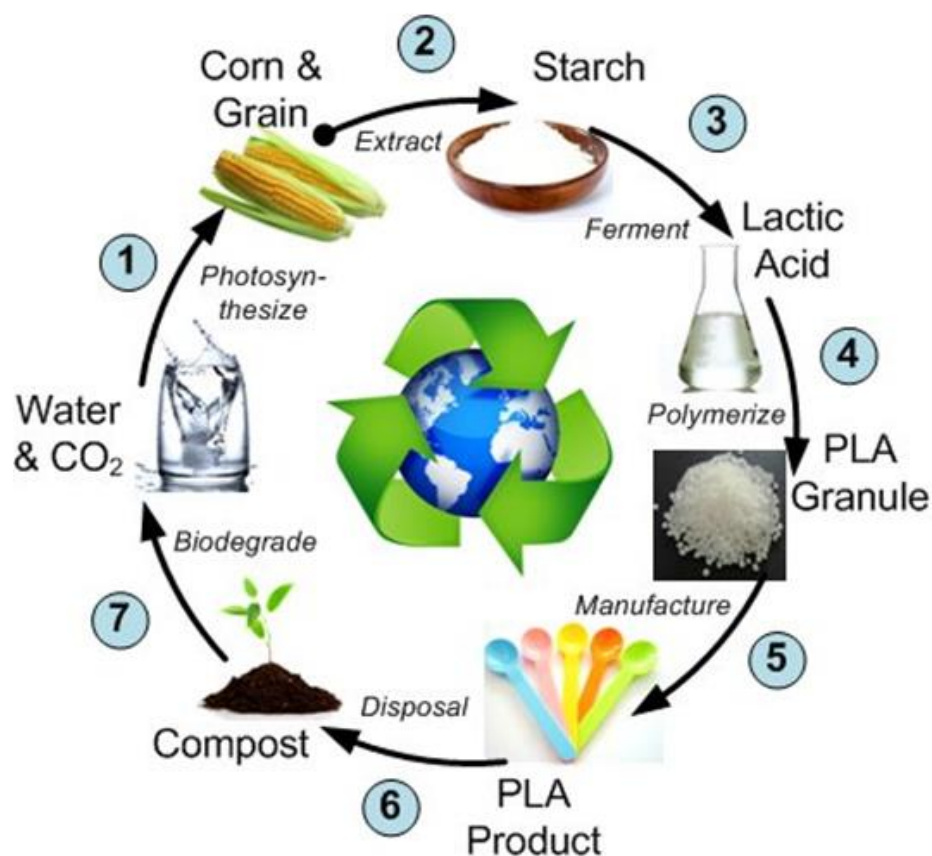 2
Corn &
Grain
Extract
Starch
3
Ferment
Lactic
Acid
1
Photosyn-
thesize
4
Polymerize
Water
& CO₂
PLA
Granule
Biodegrade
7
Manufacture
5
Disposal
Compost
6
PLA
Product